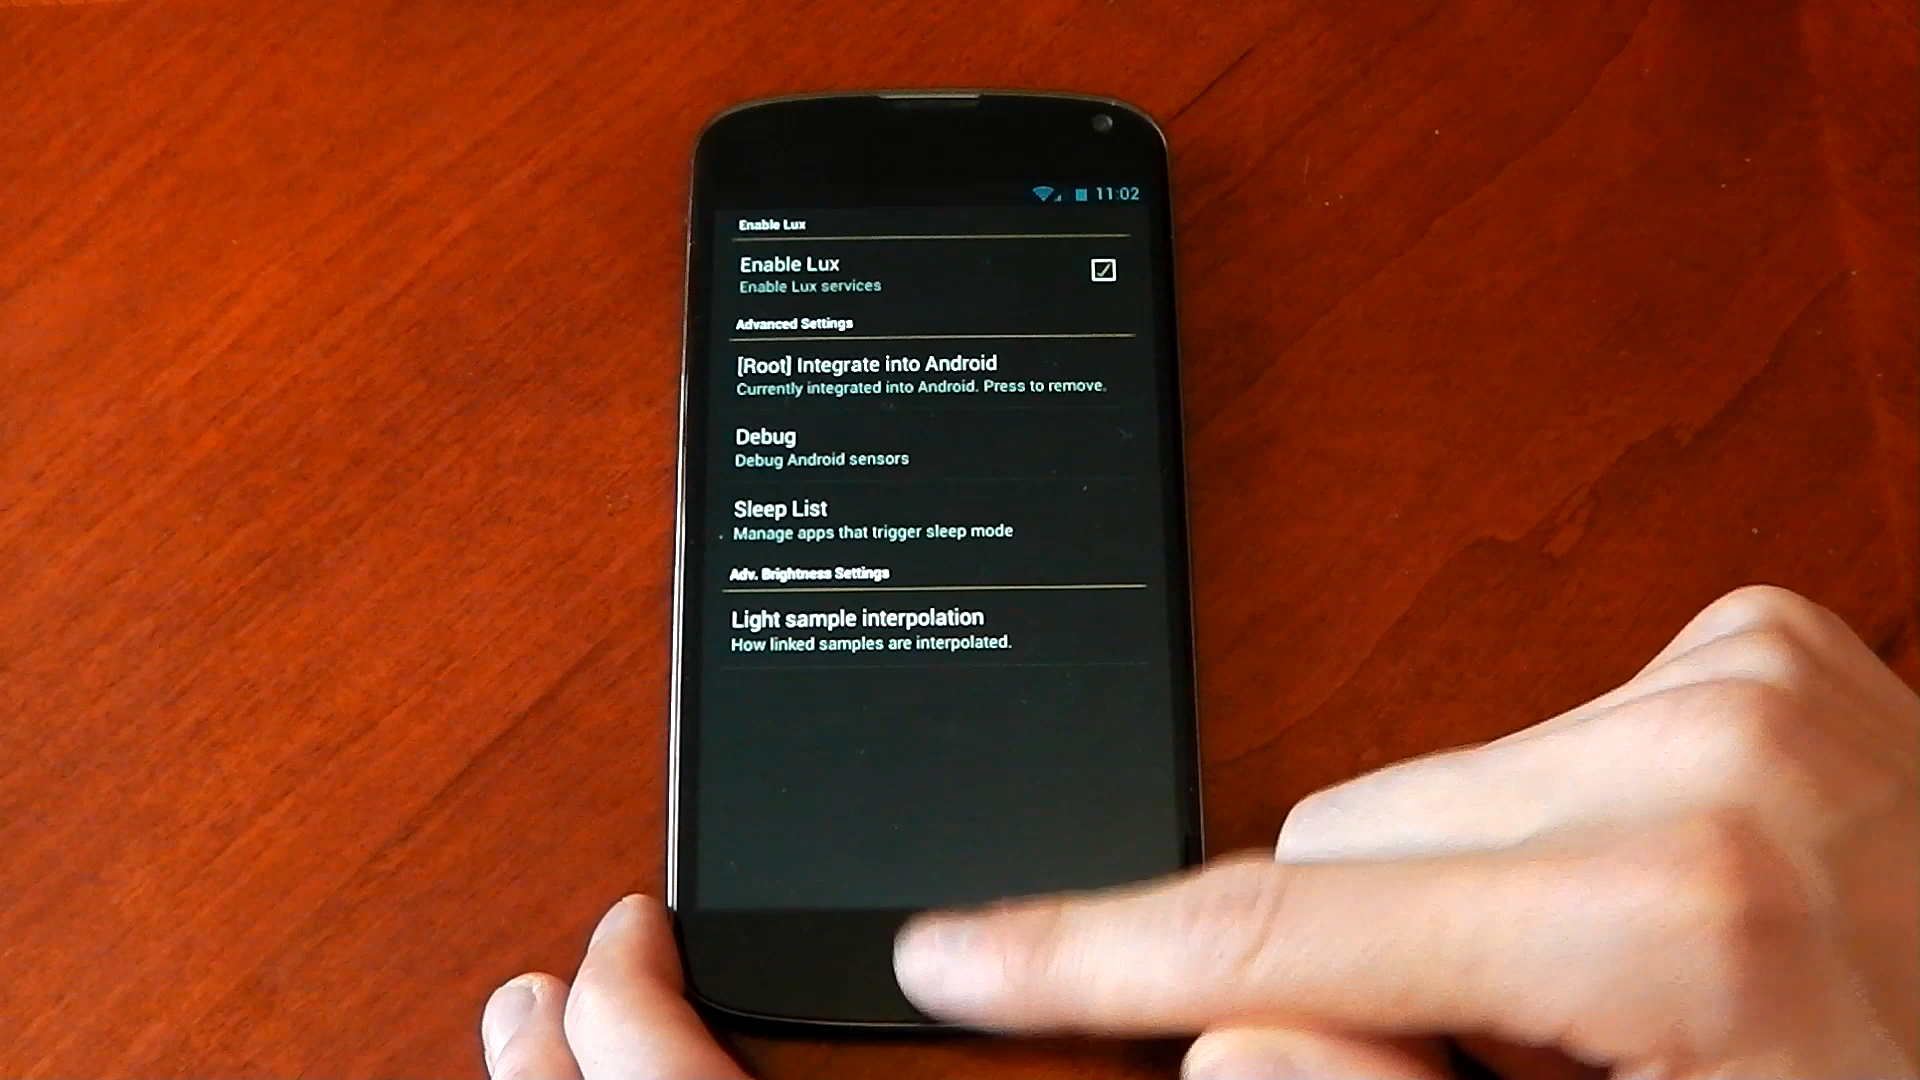 11:02
Enable Lux
Enable Lux
Enable Lux services
Advanced Settings
[Root] Integrate into Android
Currently integrated into Android. Press to remove.
Debug
Debug Android sensors
Sleep List
Manage apps that trigger sleep mode
Adv. Brightness Settings
Light sample interpolation
How linked samples are interpolated.